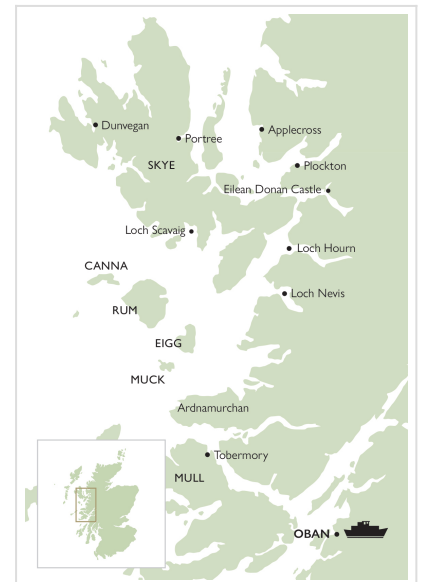 Dunvegan
Applecross
Portree
SKYE
Plockton
Eilean Donan Castle
Loch Scavaig
Loch Hourn
CANNA
Loch Nevis
RUM
EIGG
MUCK
Ardnamurchan
Tobermory
MULL
OBAN